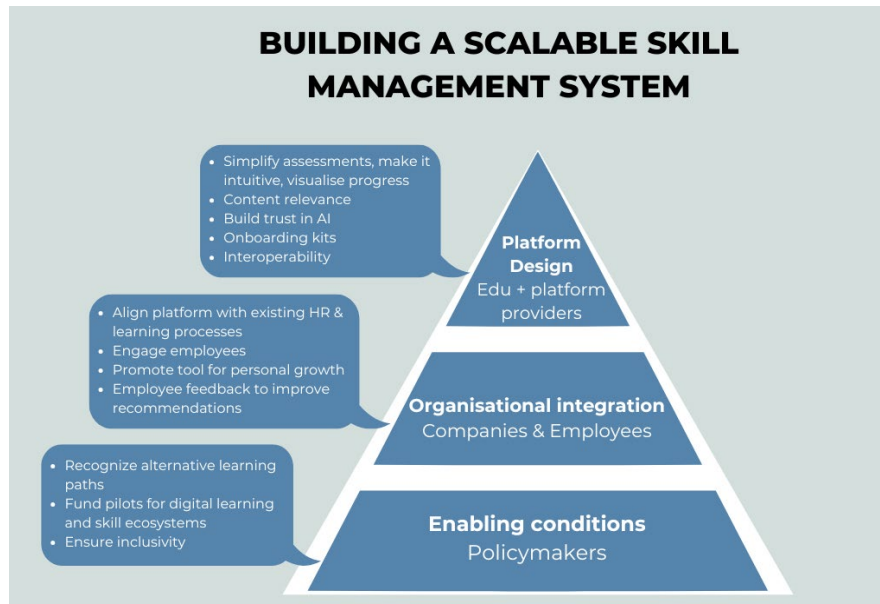 BUILDING A SCALABLE SKILL
MANAGEMENT SYSTEM
• Simplify assessments, make it
intuitive, visualise progress
• Content relevance
• Build trust in AI
• Onboarding kits
• Interoperability
Platform
Design
Edu + platform
providers
• Align platform with existing HR &
learning processes
• Engage employees
• Promote tool for personal growth
• Employee feedback to improve
recommendations
Organisational integration
Companies & Employees
• Recognize alternative learning
paths
• Fund pilots for digital learning
and skill ecosystems
• Ensure inclusivity
Enabling conditions
Policymakers